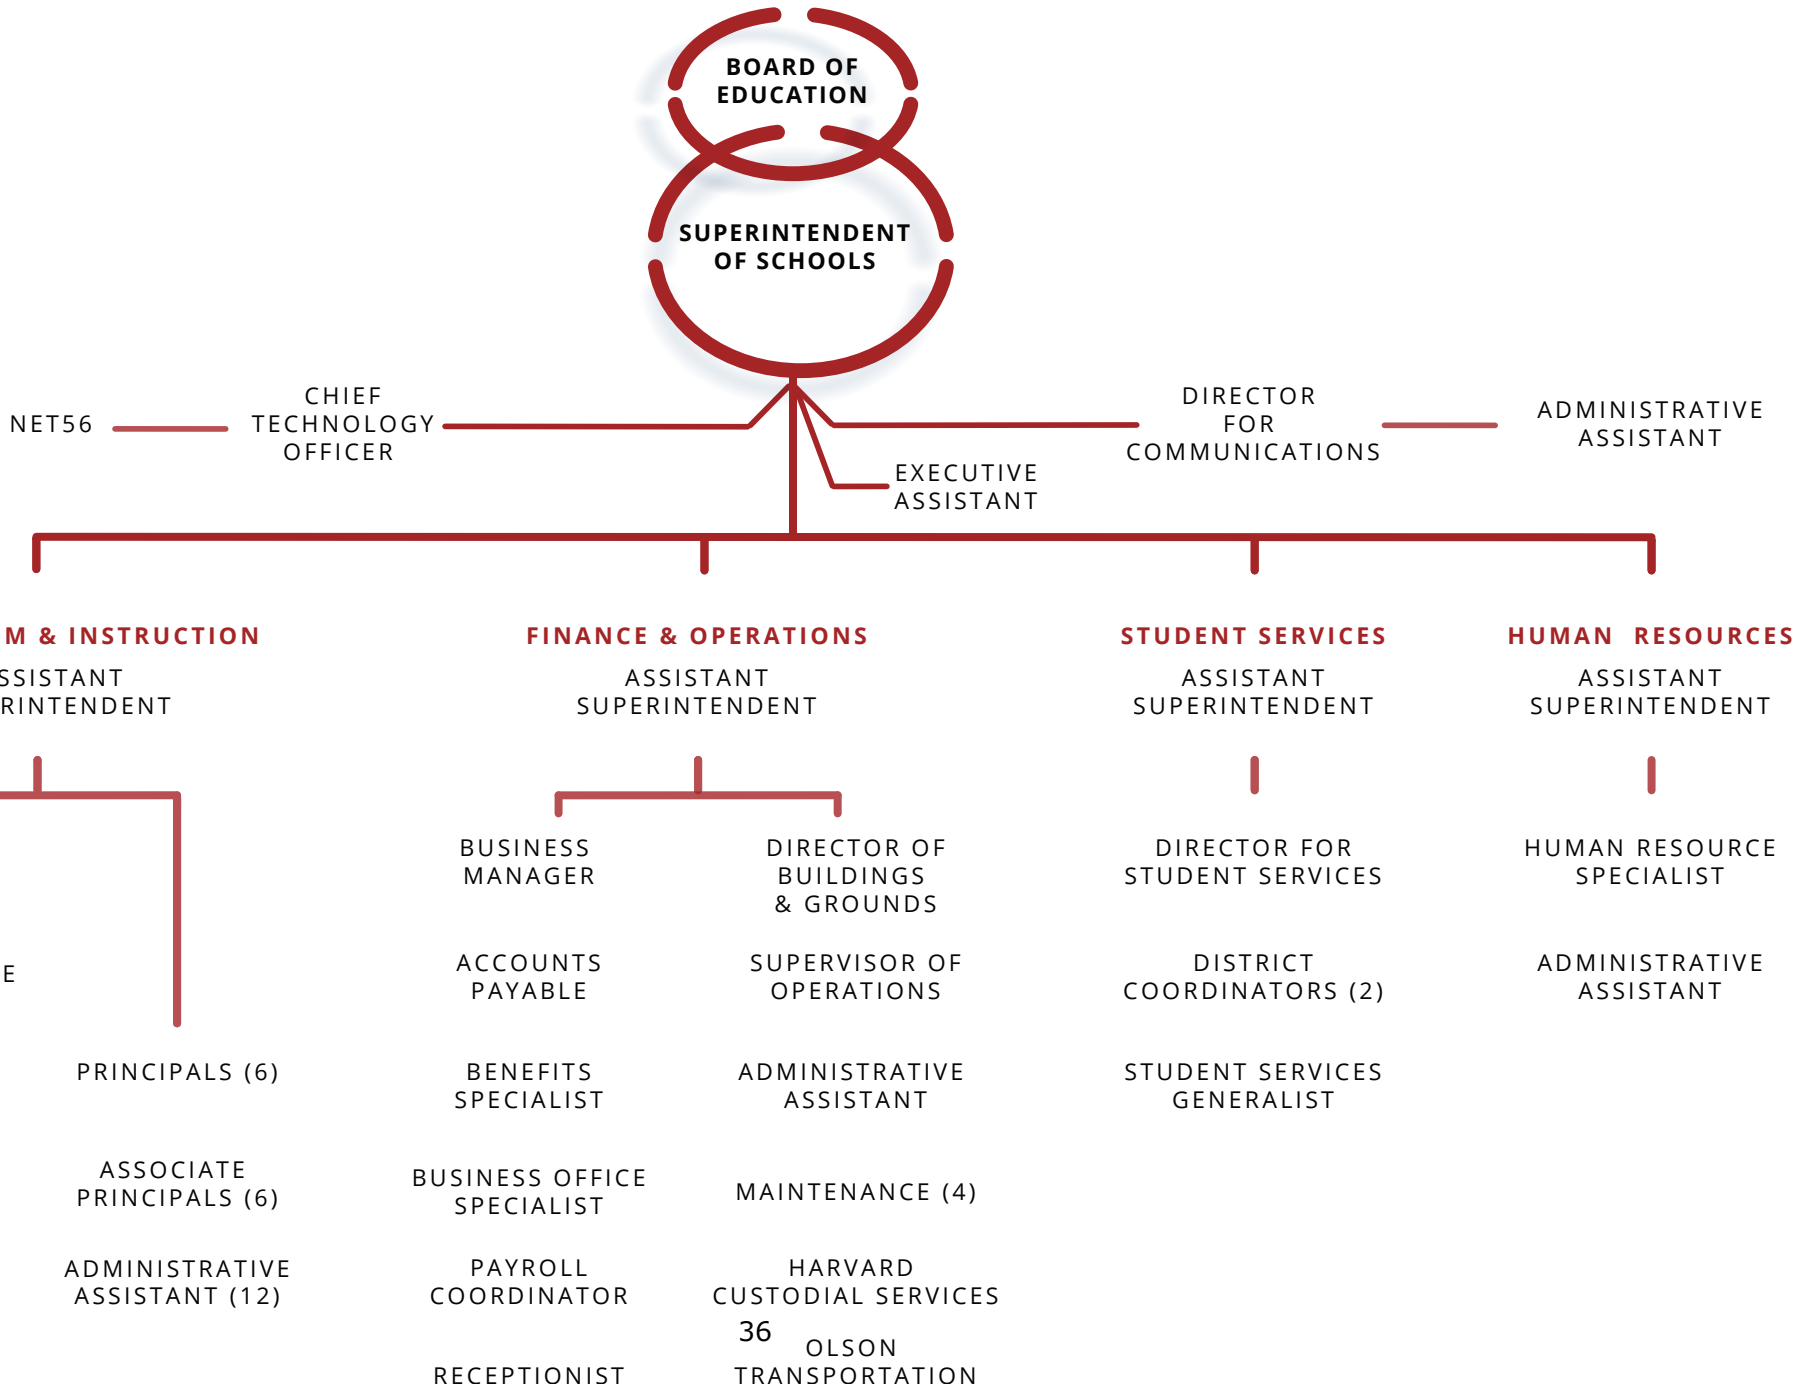 BOARD OF
EDUCATION
SUPERINTENDENT
OF SCHOOLS
NET56
CHIEF
TECHNOLOGY
OFFICER
DIRECTOR
FOR
COMMUNICATIONS
ADMINISTRATIVE
ASSISTANT
EXECUTIVE
ASSISTANT
M & INSTRUCTION
SSISTANT
RINTENDENT
FINANCE & OPERATIONS
ASSISTANT
SUPERINTENDENT
STUDENT SERVICES
ASSISTANT
SUPERINTENDENT
HUMAN RESOURCES
ASSISTANT
SUPERINTENDENT
E
PRINCIPALS (6)
ASSOCIATE
PRINCIPALS (6)
ADMINISTRATIVE
ASSISTANT (12)
BUSINESS
MANAGER
ACCOUNTS
PAYABLE
BENEFITS
SPECIALIST
BUSINESS OFFICE
SPECIALIST
PAYROLL
COORDINATOR
RECEPTIONIST
DIRECTOR OF
BUILDINGS
& GROUNDS
SUPERVISOR OF
OPERATIONS
ADMINISTRATIVE
ASSISTANT
MAINTENANCE (4)
HARVARD
CUSTODIAL SERVICES
36
OLSON
TRANSPORTATION
DIRECTOR FOR
STUDENT SERVICES
DISTRICT
COORDINATORS (2)
STUDENT SERVICES
GENERALIST
HUMAN RESOURCE
SPECIALIST
ADMINISTRATIVE
ASSISTANT